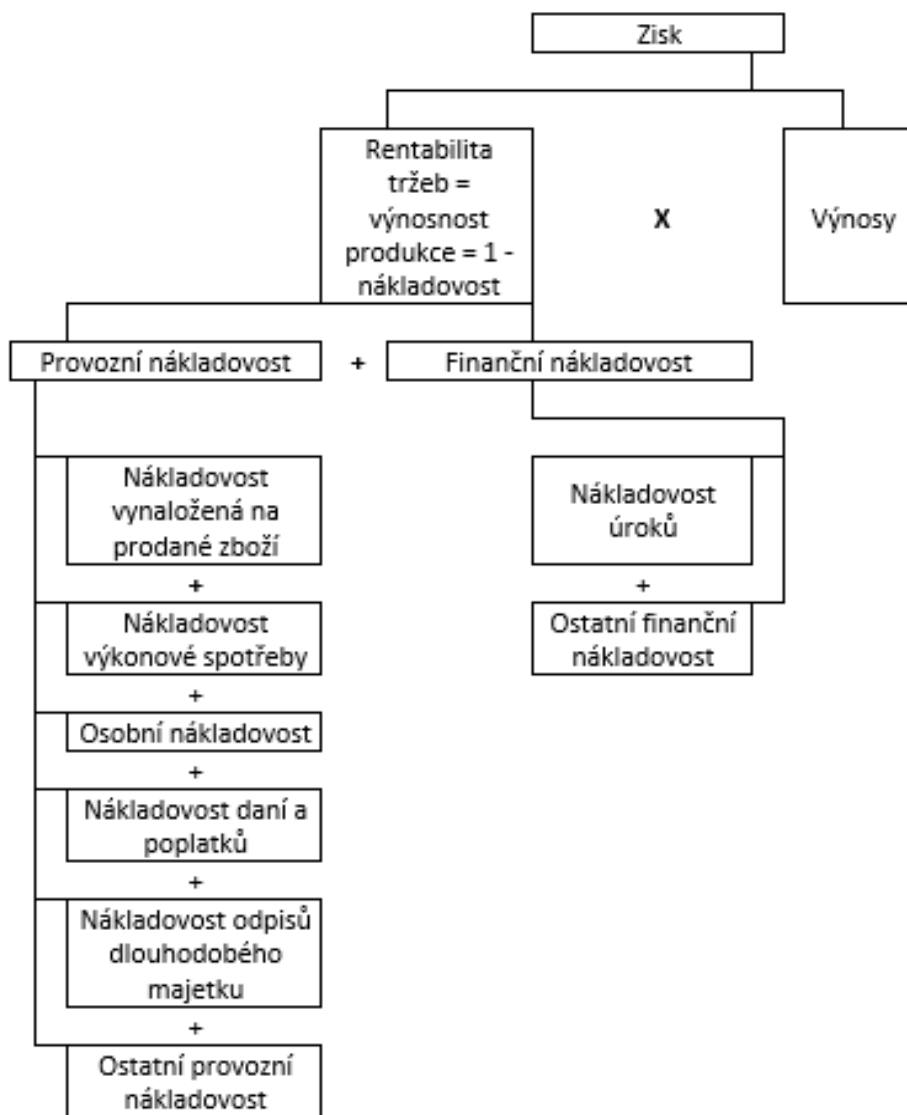 Zisk
Rentabilita
tržeb =
výnosnost
produkce = 1 -
nákladovost
X
Výnosy
Provozní nákladovost
+
Finanční nákladovost
Nákladovost
vynaložená na
prodané zboží
+
Nákladovost
výkonové spotřeby
+
Osobní nákladovost
+
Nákladovost daní a
poplatků
+
Nákladovost odpisů
dlouhodobého
majetku
+
Ostatní provozní
nákladovost
Nákladovost
úroků
+
Ostatní finanční
nákladovost